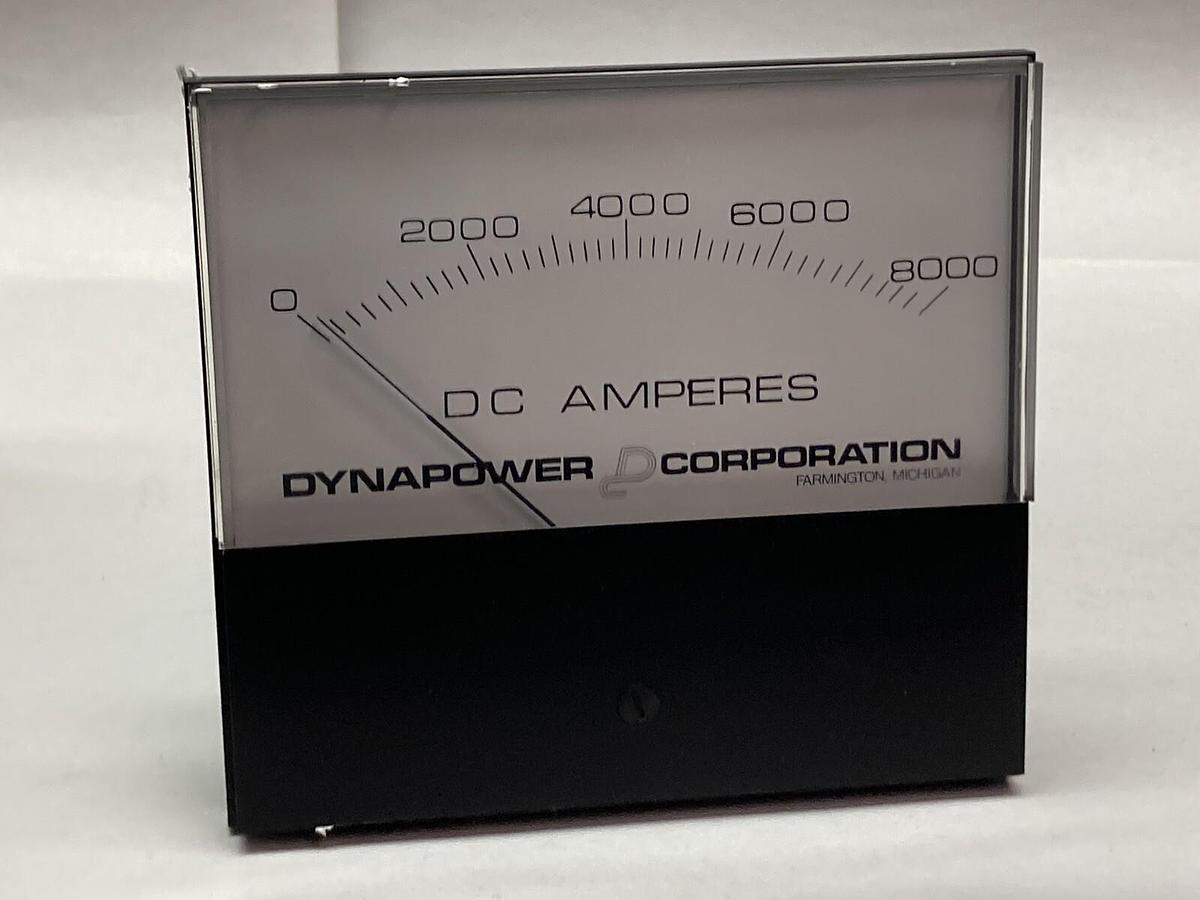 0 2000 4000 6000 8000
DC AMPERES
DYNAPOWER D CORPORATION
FARMINGTON, MICHIGAN